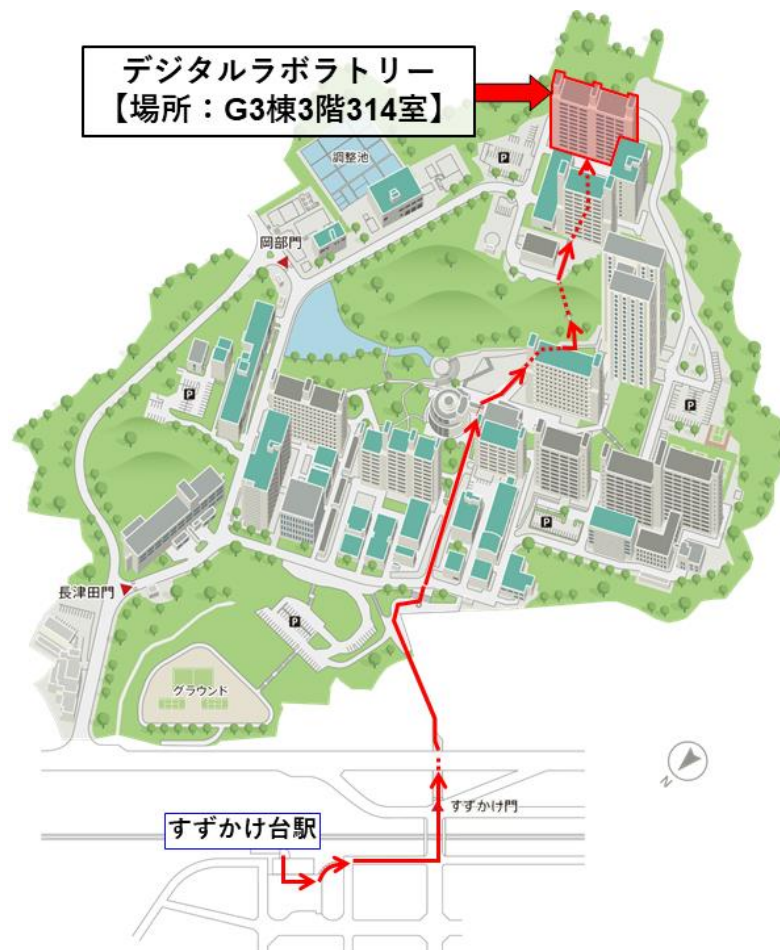 デジタルラボラトリー
【場所：G3棟3階314室】
調整池
P
岡部門
P
P
P
長津田門
P
グラウンド
N
すずかけ門
すずかけ台駅